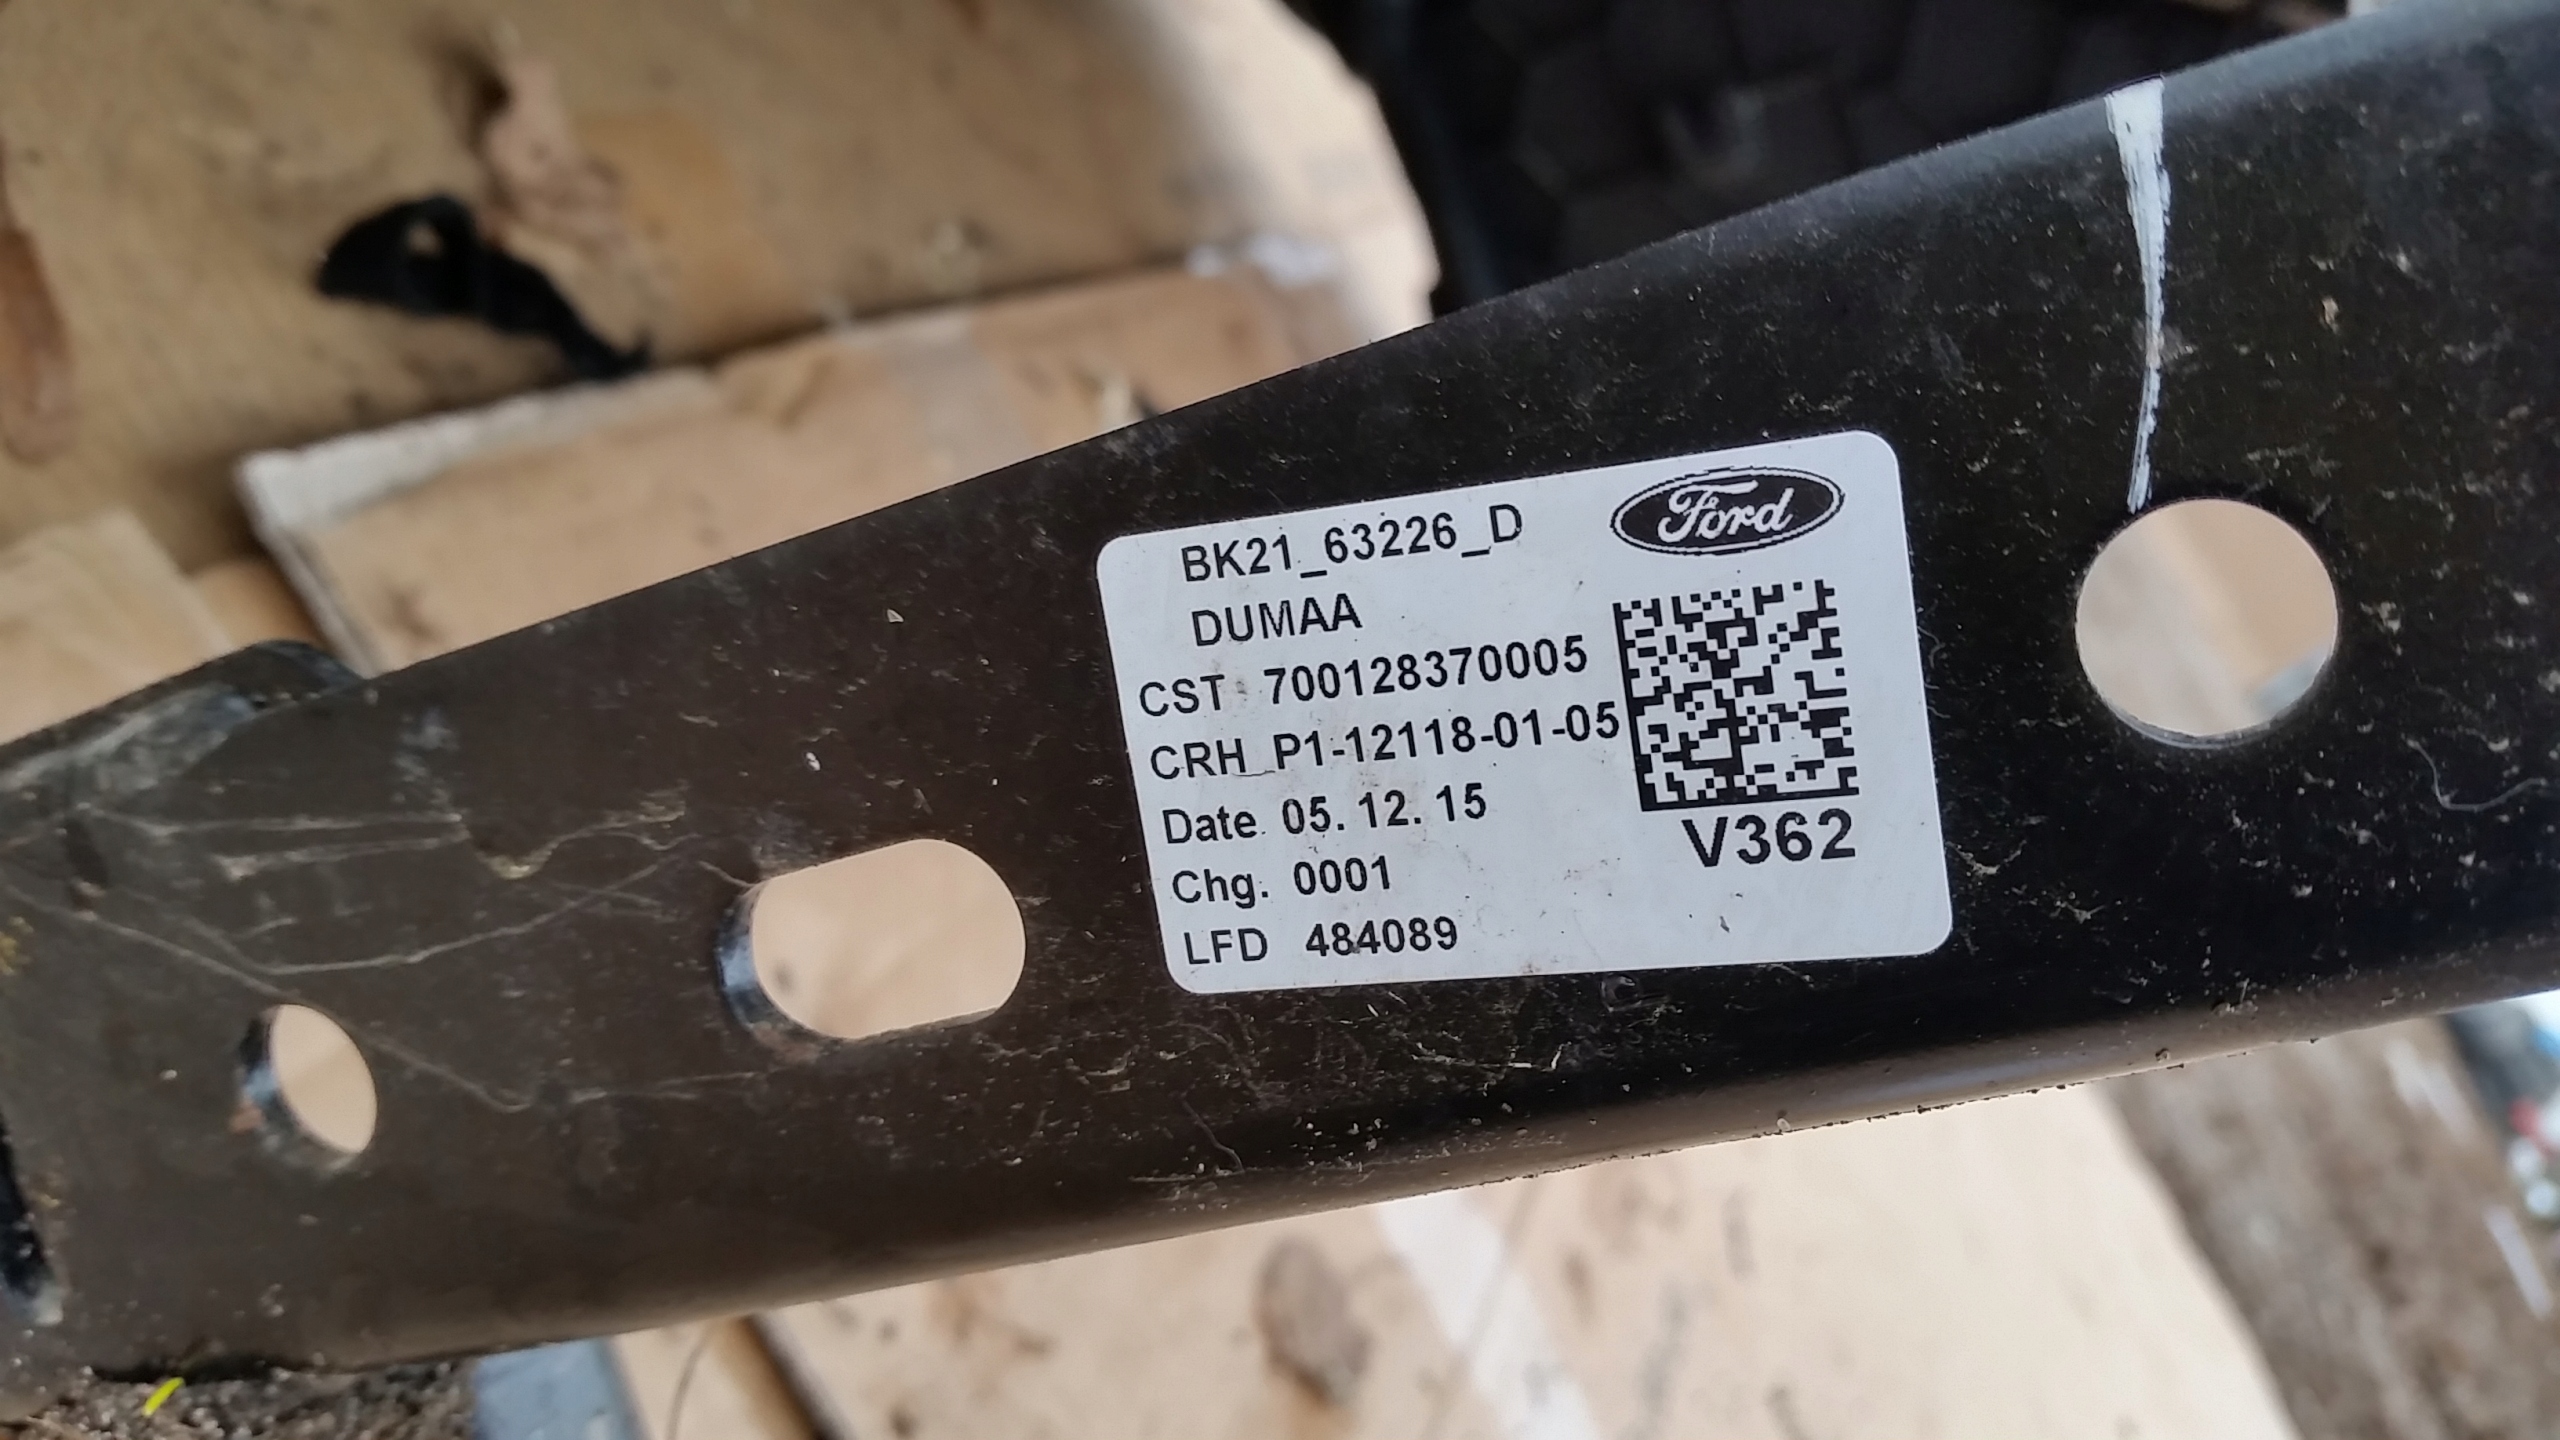 BK21_63226_D
Ford
DUMAA
CST 700128370005
CRH P1-12118-01-05
Date 05. 12. 15
Chg. 0001
LFD 484089
V362